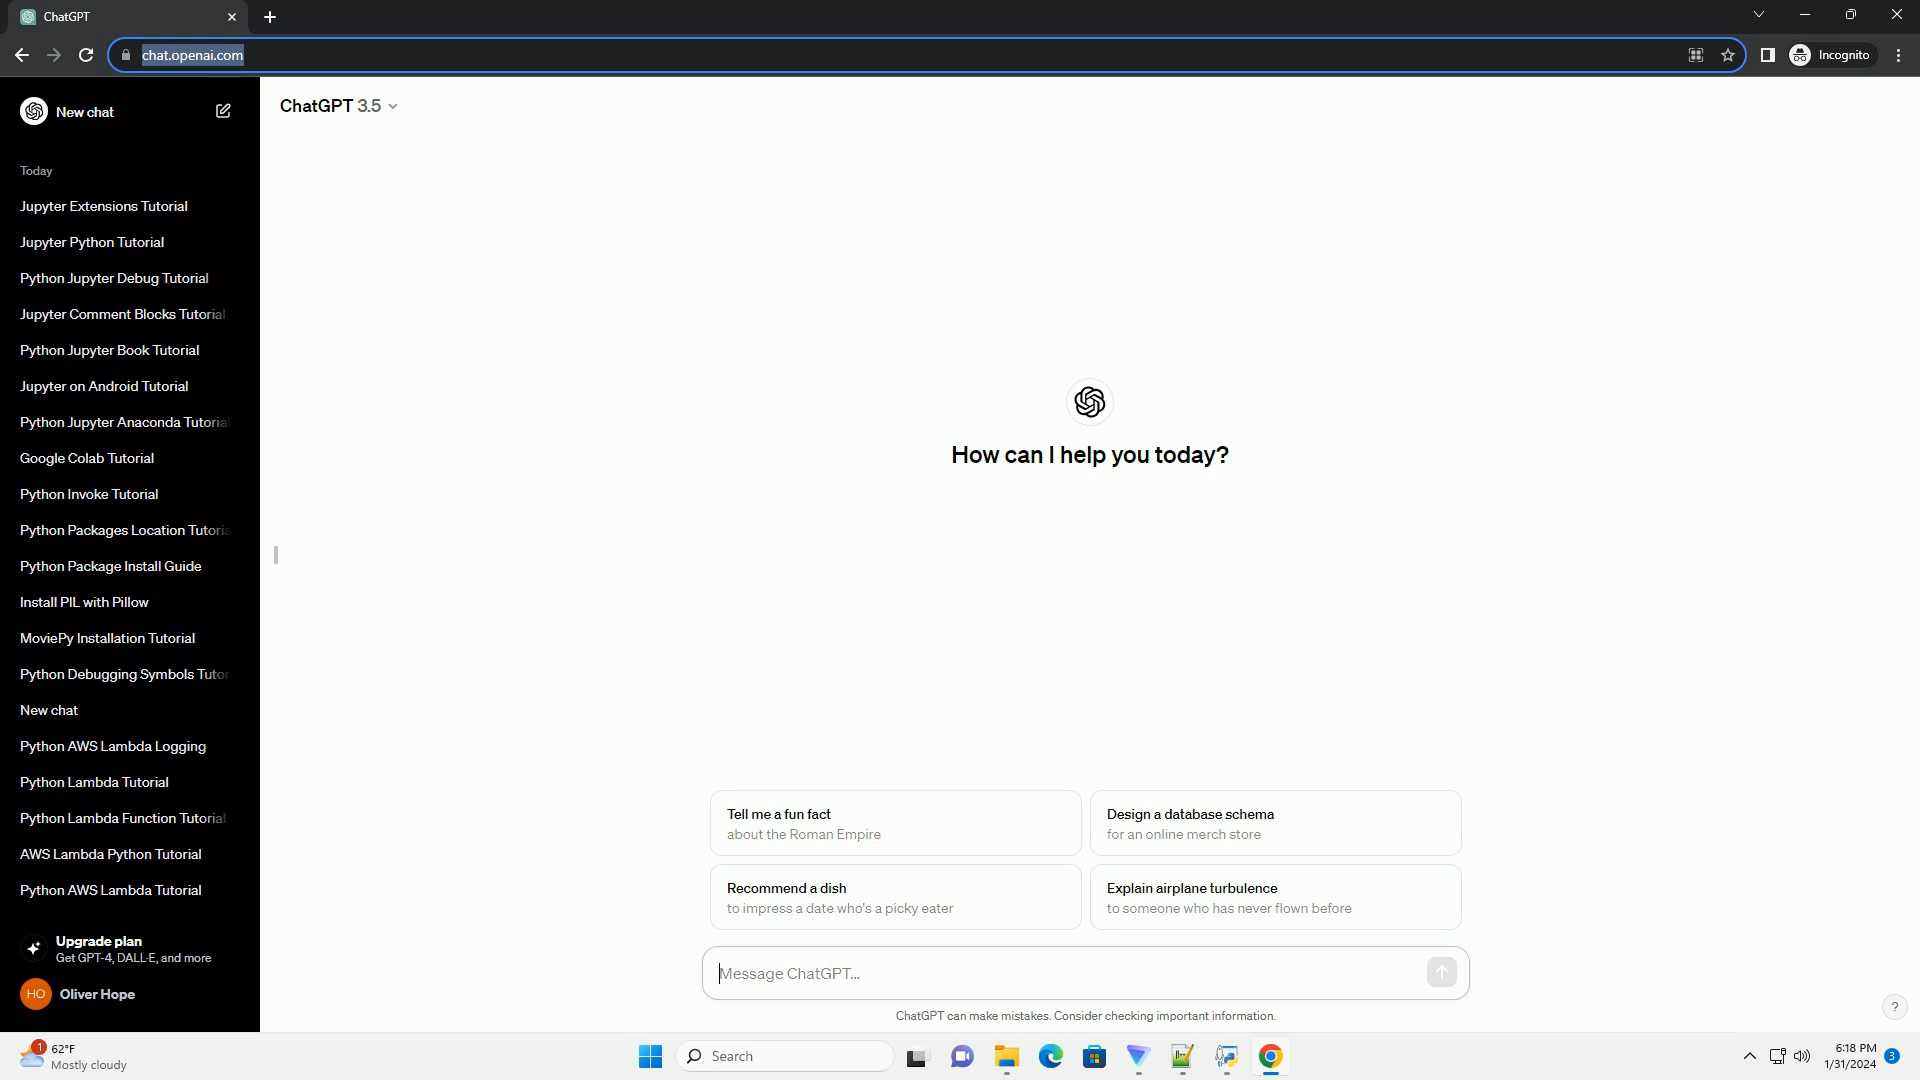 ChatGPT
chat.openai.com
Incognito
New chat
ChatGPT 3.5
Today
Jupyter Extensions Tutorial
Jupyter Python Tutorial
Python Jupyter Debug Tutorial
Jupyter Comment Blocks Tutorial
Python Jupyter Book Tutorial
Jupyter on Android Tutorial
Python Jupyter Anaconda Tutorial
Google Colab Tutorial
Python Invoke Tutorial
Python Packages Location Tutoria
Python Package Install Guide
Install PIL with Pillow
MoviePy Installation Tutorial
Python Debugging Symbols Tutor
New chat
Python AWS Lambda Logging
Python Lambda Tutorial
Python Lambda Function Tutorial
AWS Lambda Python Tutorial
Python AWS Lambda Tutorial
Upgrade plan
Get GPT-4, DALL·E, and more
HO
Oliver Hope
How can I help you today?
Tell me a fun fact
about the Roman Empire
Design a database schema
for an online merch store
Recommend a dish
to impress a date who's a picky eater
Explain airplane turbulence
to someone who has never flown before
Message ChatGPT...
ChatGPT can make mistakes. Consider checking important information.
?
1
62°F
Mostly cloudy
Search
6:18 PM
1/31/2024
3